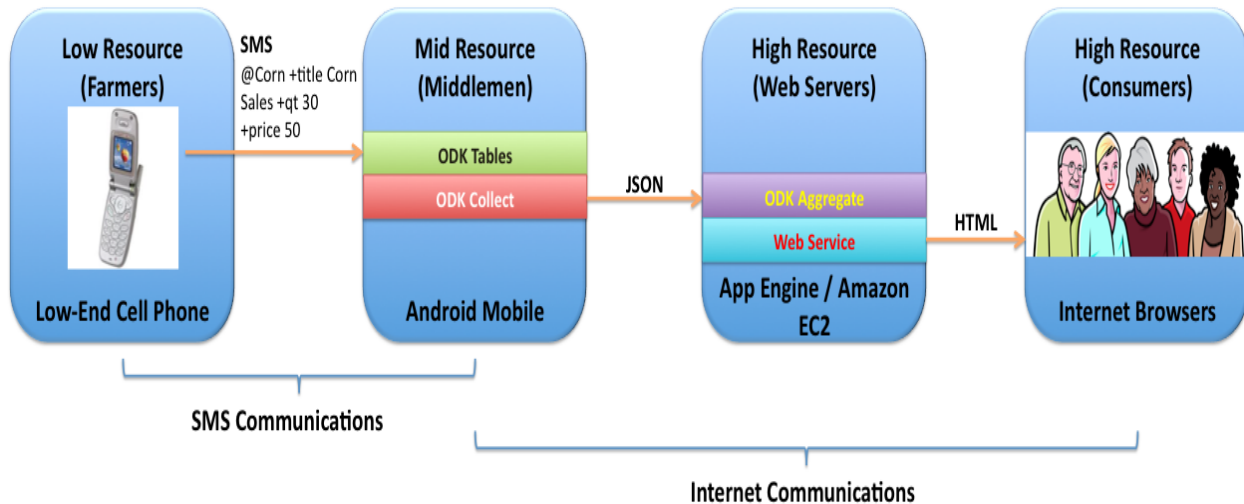 Low Resource
(Farmers)
Low-End Cell Phone
SMS
@Corn +title Corn
Sales +qt 30
+price 50
Mid Resource
(Middlemen)
ODK Tables
ODK Collect
Android Mobile
JSON
High Resource
(Web Servers)
ODK Aggregate
Web Service
App Engine / Amazon
EC2
HTML
High Resource
(Consumers)
Internet Browsers
SMS Communications
Internet Communications